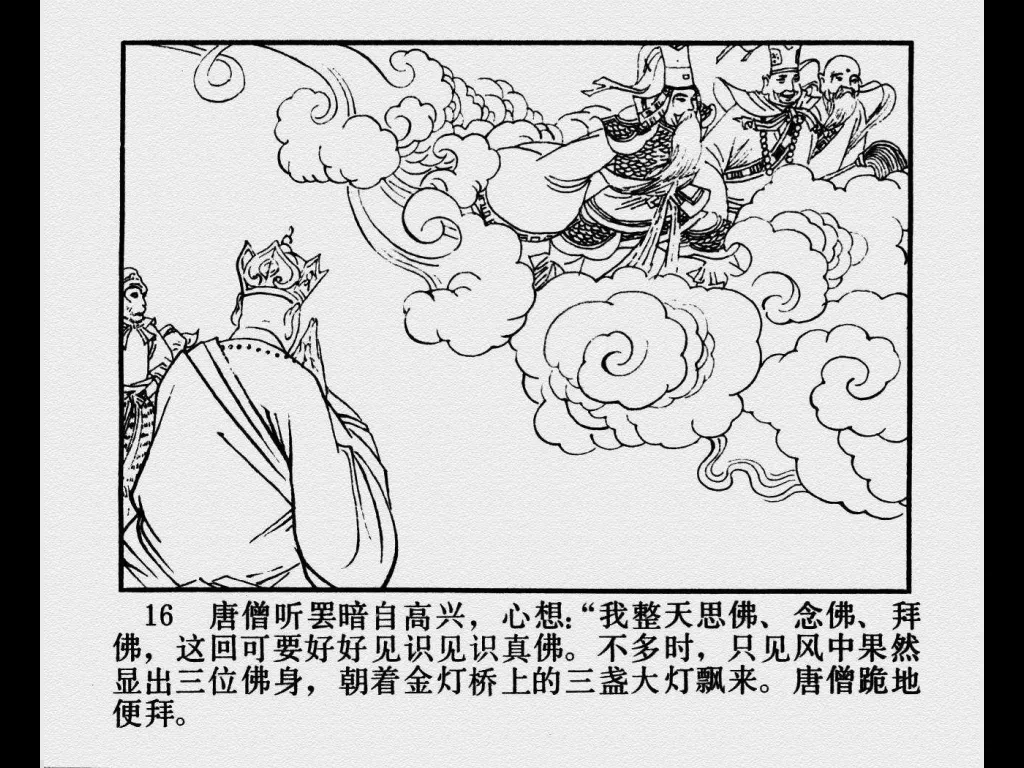 16 唐僧听罢暗自高兴，心想：“我整天思佛、念佛、拜
佛，这回可要好好见识见识真佛。不多时，只见风中果然
显出三位佛身，朝着金灯桥上的三盏大灯飘来。唐僧跪地
便拜。